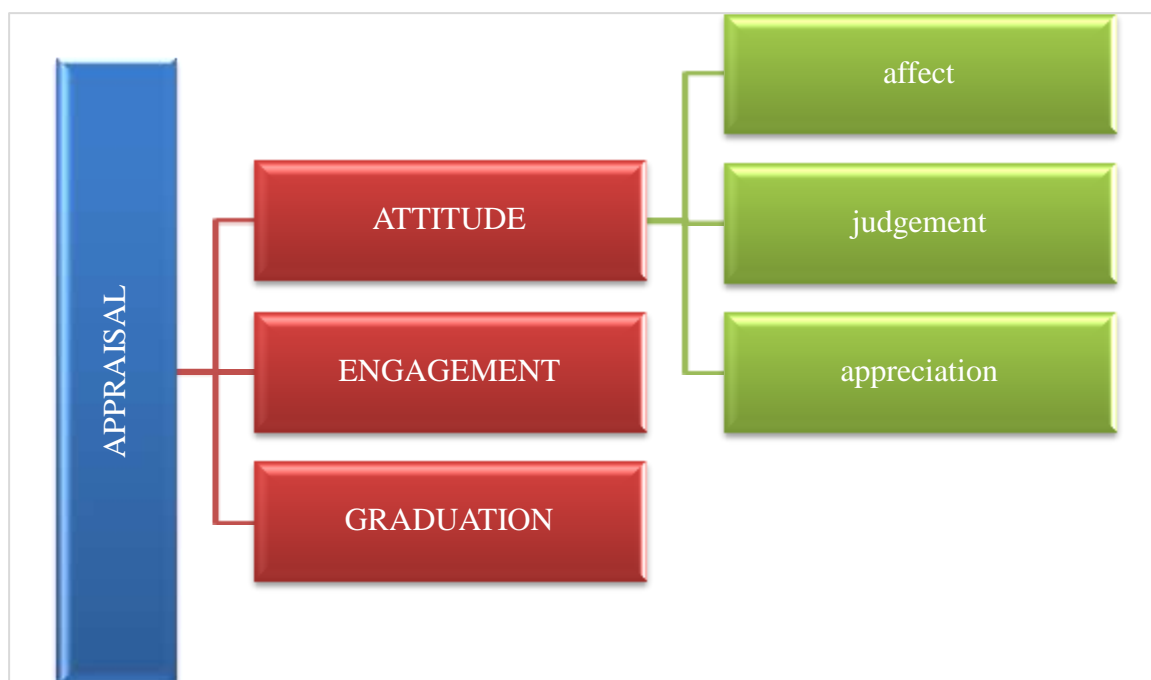 APPRAISAL
ATTITUDE
ENGAGEMENT
GRADUATION
affect
judgement
appreciation